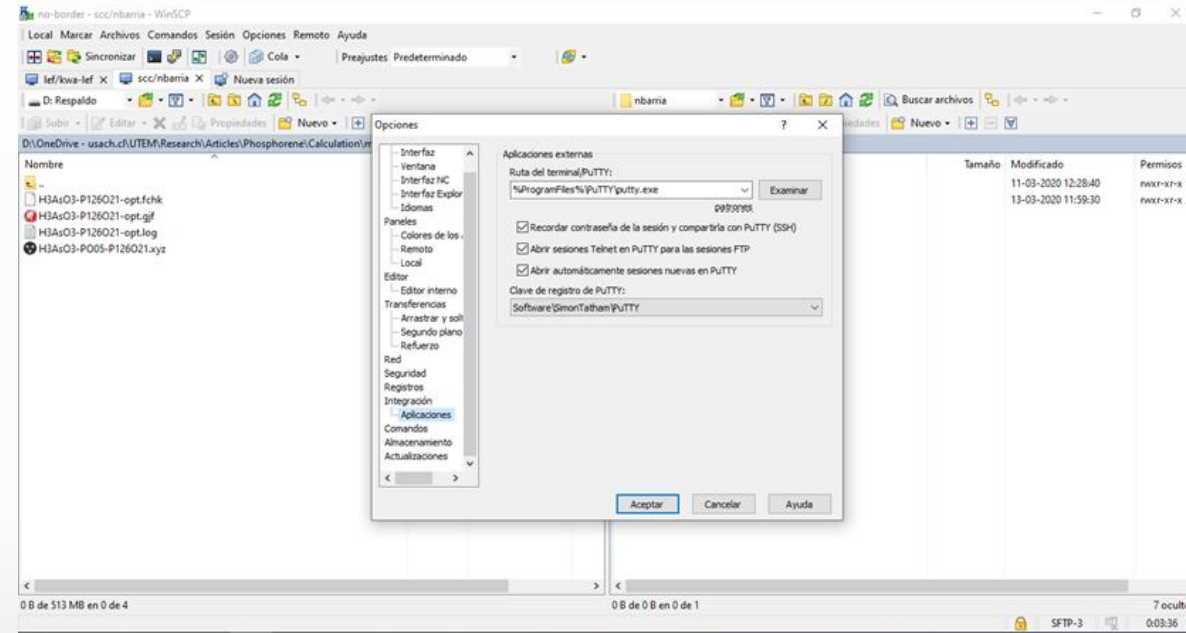 no-border - scc/nbarria - WinSCP
Local Marcar Archivos Comandos Sesión Opciones Remoto Ayuda
Sincronizar Cola Preajustes Predeterminado
lef/kwa-lef X scc/nbarria X Nueva sesión
D: Respaldo
nbarria Buscar archivos
Subir Editar Propiedades Nuevo
Nuevo
D:\OneDrive - usach.cl\UTEM\Research\Articles\Phosphorene\Calculation\
Nombre
..
H3AsO3-P126O21-opt.fchk
H3AsO3-P126O21-opt.gjf
H3AsO3-P126O21-opt.log
H3AsO3-PO05-P126O21.xyz
Opciones ? X
Interfaz
Ventana
Interfaz NC
Interfaz Explor
Idiomas
Paneles
Colores de los
Remoto
Local
Editor
Editor interno
Transferencias
Arrastrar y solt
Segundo plano
Refuerzo
Red
Seguridad
Registros
Integración
Aplicaciones
Comandos
Almacenamiento
Actualizaciones
Aplicaciones externas
Ruta del terminal/PuTTY:
%ProgramFiles%\PuTTY\putty.exe Examinar
patrones
Recordar contraseña de la sesión y compartirla con PuTTY (SSH)
Abrir sesiones Telnet en PuTTY para las sesiones FTP
Abrir automáticamente sesiones nuevas en PuTTY
Clave de registro de PuTTY:
Software\SimonTatham\PuTTY
Aceptar Cancelar Ayuda
Tamaño Modificado Permisos
11-03-2020 12:28:40 rwxr-xr-x
13-03-2020 11:59:30 rwxr-xr-x
0 B de 513 MB en 0 de 4
0 B de 0 B en 0 de 1
7 oculto
SFTP-3 0:03:36